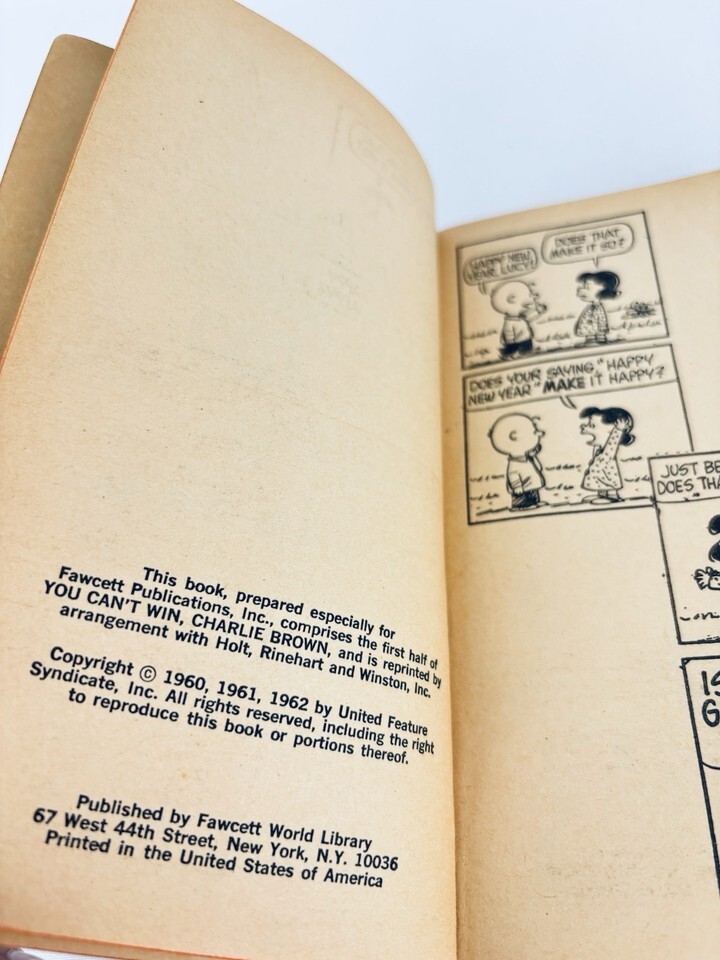 This book, prepared especially for
Fawcett Publications, Inc., comprises the first half of
YOU CAN'T WIN, CHARLIE BROWN, and is reprinted by
arrangement with Holt, Rinehart and Winston, Inc.
Copyright © 1960, 1961, 1962 by United Feature
Syndicate, Inc. All rights reserved, including the right
to reproduce this book or portions thereof.
Published by Fawcett World Library
67 West 44th Street, New York, N.Y. 10036
Printed in the United States of America
HAPPY NEW
YEAR, LUCY!
DOES THAT
MAKE IT SO?
DOES YOUR SAYING, "HAPPY
NEW YEAR" MAKE IT HAPPY?
JUST
DOES